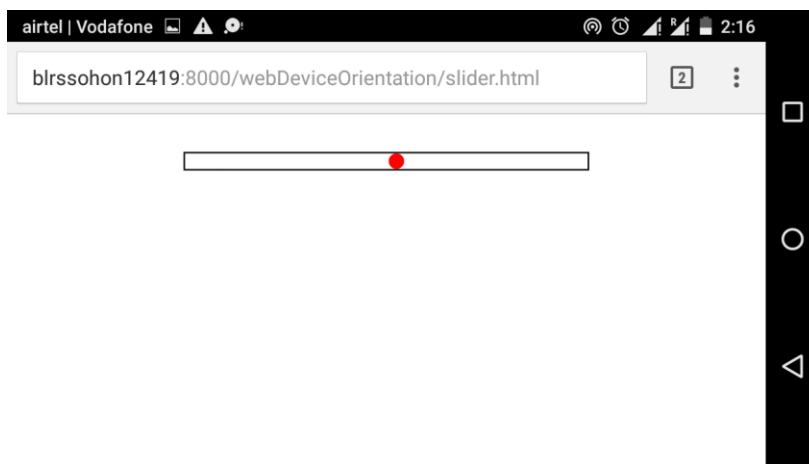 airtel | Vodafone R 2:16
blrssohon12419:8000/webDeviceOrientation/slider.html 2